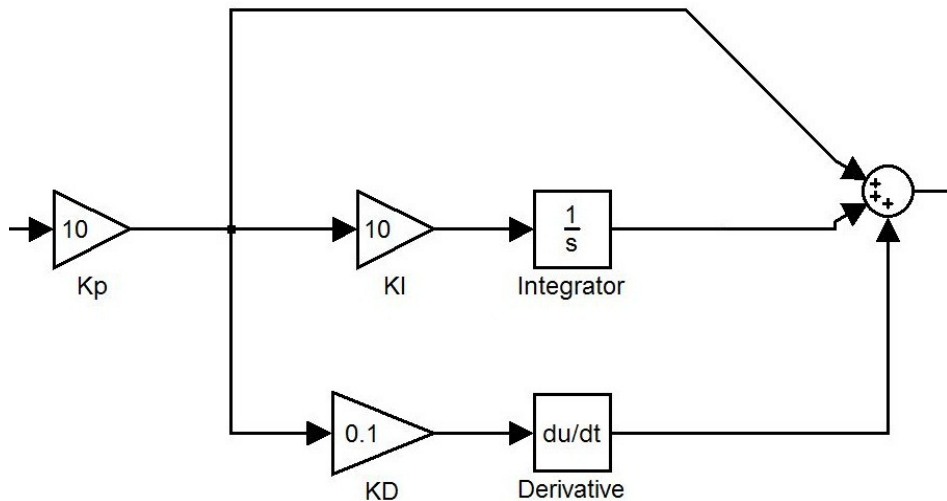 10
Kp
10
KI
1
s
Integrator
+
+
+
0.1
KD
du/dt
Derivative